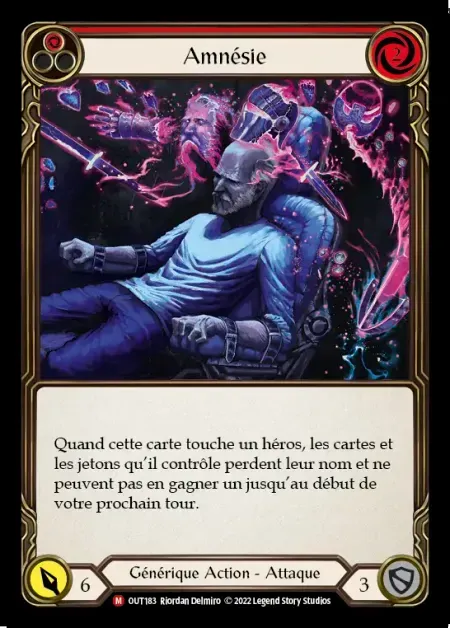 Amnésie
2
Quand cette carte touche un héros, les cartes et
les jetons qu'il contrôle perdent leur nom et ne
peuvent pas en gagner un jusqu'au début de
votre prochain tour.
6
Générique Action - Attaque
3
M OUT183 Riordan Delmiro © 2022 Legend Story Studios